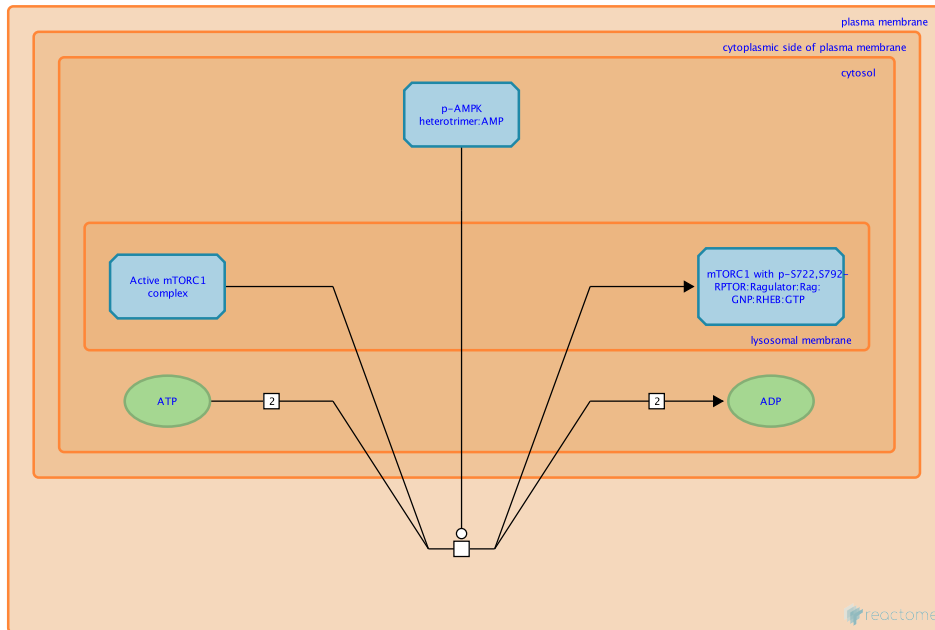 plasma membrane
cytoplasmic side of plasma membrane
cytosol
p-AMPK
heterotrimer:AMP
Active mTORC1
complex
mTORC1 with p-S722,S792-
RPTOR:Ragulator:Rag:
GNP:RHEB:GTP
lysosomal membrane
ATP
2
2
ADP
reactome